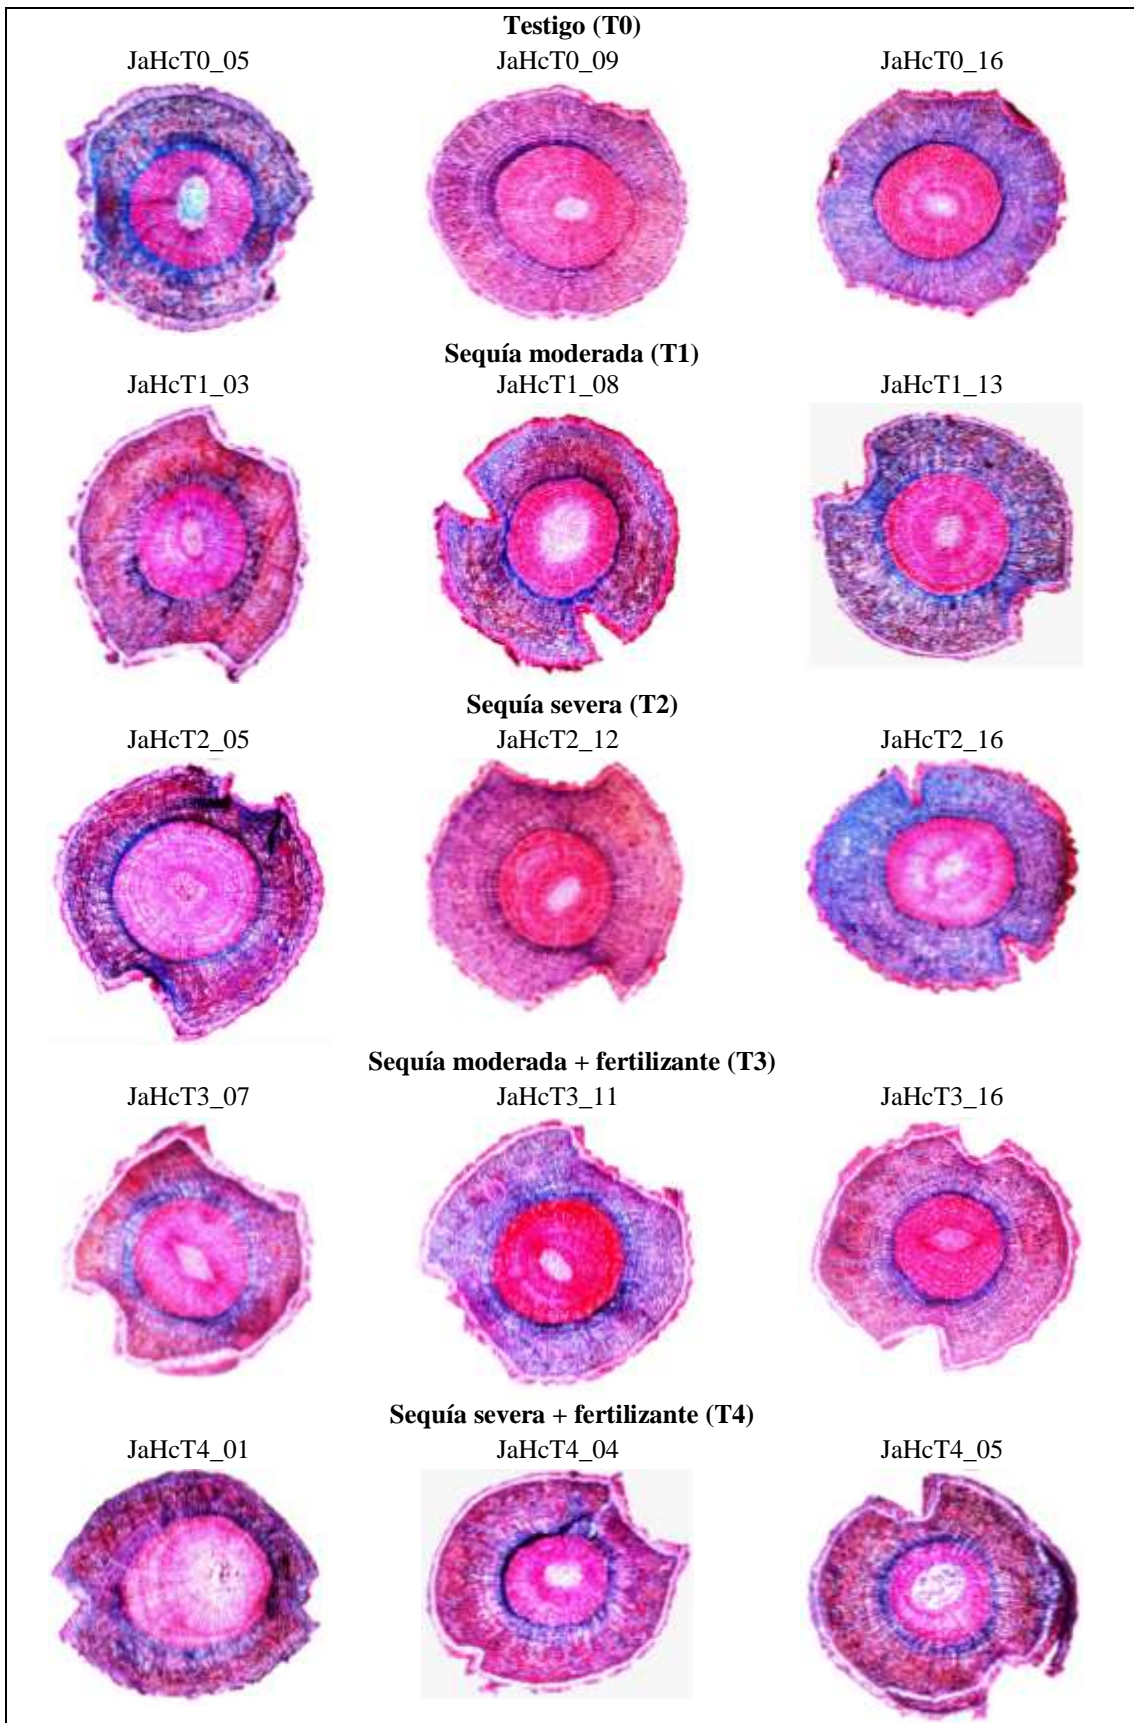 Testigo (T0)
JaHcT0_05 JaHcT0_09 JaHcT0_16
Sequía moderada (T1)
JaHcT1_03 JaHcT1_08 JaHcT1_13
Sequía severa (T2)
JaHcT2_05 JaHcT2_12 JaHcT2_16
Sequía moderada + fertilizante (T3)
JaHcT3_07 JaHcT3_11 JaHcT3_16
Sequía severa + fertilizante (T4)
JaHcT4_01 JaHcT4_04 JaHcT4_05